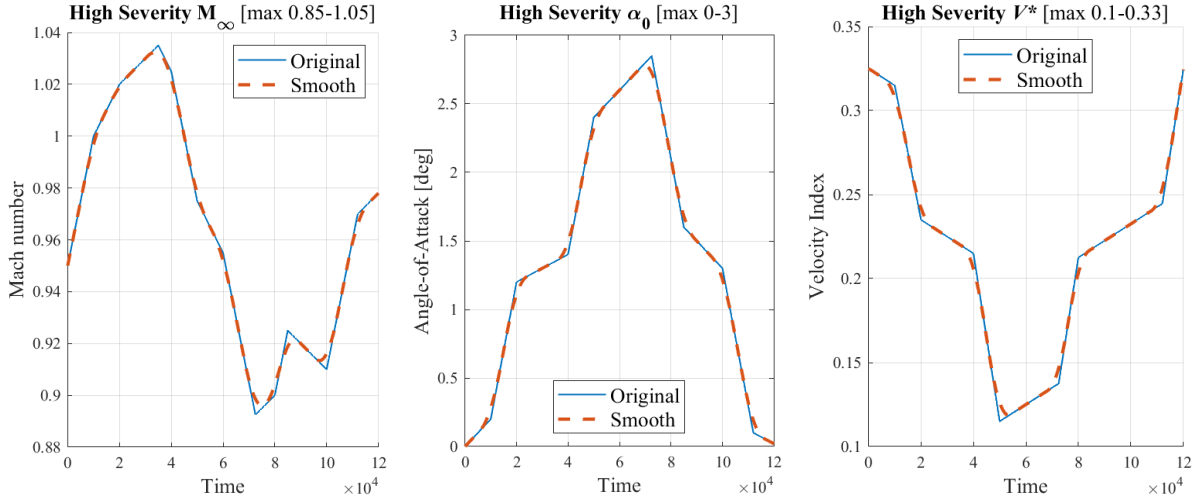 High Severity M∞ [max 0.85-1.05]
1.04
1.02
1
0.98
0.96
0.94
0.92
0.9
0.88
Mach number
Original
Smooth
0 2 4 6 8 10 12
Time
×10^4
High Severity α0 [max 0-3]
3
2.5
2
1.5
1
0.5
0
Angle-of-Attack [deg]
Original
Smooth
0 2 4 6 8 10 12
Time
×10^4
High Severity V* [max 0.1-0.33]
0.35
0.3
0.25
0.2
0.15
0.1
Velocity Index
Original
Smooth
0 2 4 6 8 10 12
Time
×10^4